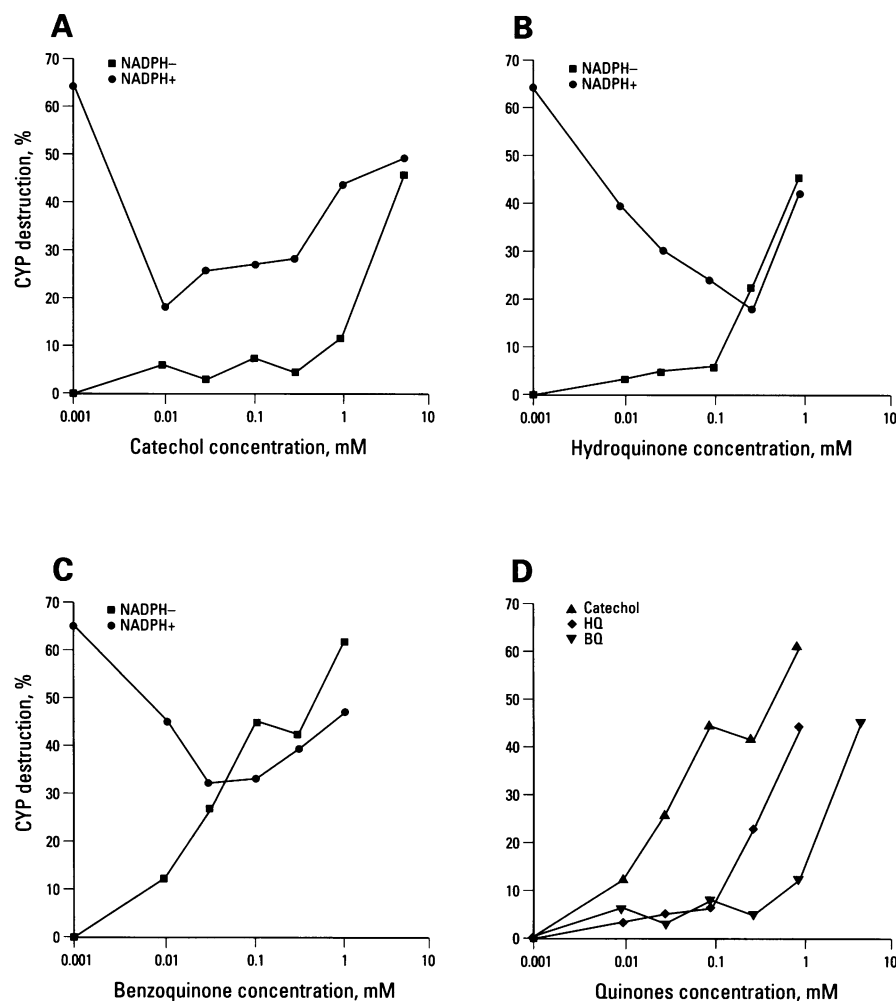 A
70
60
50
40
30
20
10
0
CYP destruction, %
NADPH–
NADPH+
0.001 0.01 0.1 1 10
Catechol concentration, mM
B
70
60
50
40
30
20
10
0
NADPH–
NADPH+
0.001 0.01 0.1 1 10
Hydroquinone concentration, mM
C
70
60
50
40
30
20
10
0
CYP destruction, %
NADPH–
NADPH+
0.001 0.01 0.1 1 10
Benzoquinone concentration, mM
D
70
60
50
40
30
20
10
0
Catechol
HQ
BQ
0.001 0.01 0.1 1 10
Quinones concentration, mM